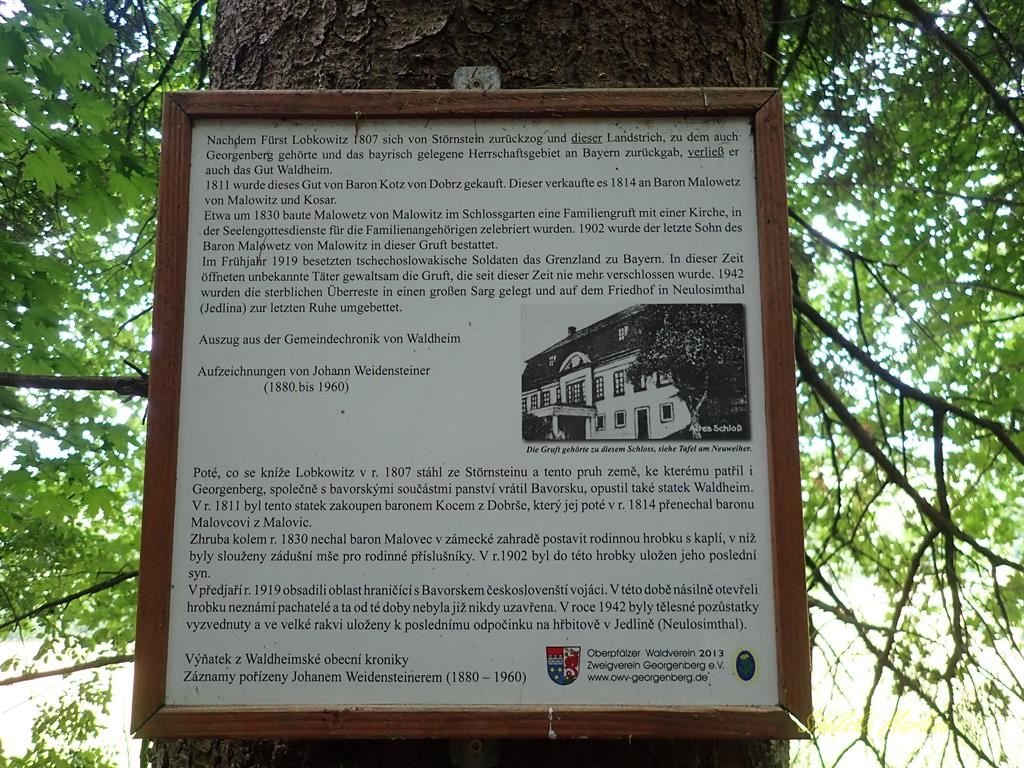 Nachdem Fürst Lobkowitz 1807 sich von Störnstein zurückzog und dieser Landstrich, zu dem auch
Georgenberg gehörte und das bayrisch gelegene Herrschaftsgebiet an Bayern zurückgab, verließ er
auch das Gut Waldheim.
1811 wurde dieses Gut von Baron Kotz von Dobrz gekauft. Dieser verkaufte es 1814 an Baron Malowetz
von Malowitz und Kosar.
Etwa um 1830 baute Malowetz von Malowitz im Schlossgarten eine Familiengruft mit einer Kirche, in
der Seelengottesdienste für die Familienangehörigen zelebriert wurden. 1902 wurde der letzte Sohn des
Baron Malowetz von Malowitz in dieser Gruft bestattet.
Im Frühjahr 1919 besetzten tschechoslowakische Soldaten das Grenzland zu Bayern. In dieser Zeit
öffneten unbekannte Täter gewaltsam die Gruft, die seit dieser Zeit nie mehr verschlossen wurde. 1942
wurden die sterblichen Überreste in einen großen Sarg gelegt und auf dem Friedhof in Neulosimthal
(Jedlina) zur letzten Ruhe umgebettet.
Auszug aus der Gemeindechronik von Waldheim
Aufzeichnungen von Johann Weidensteiner
(1880 bis 1960)
Altes Schloß
Die Gruft gehörte zu diesem Schloss, siehe Tafel am Neuweiher.
Poté, co se kníže Lobkowitz v r. 1807 stáhl ze Störnsteinu a tento pruh země, ke kterému patřil i
Georgenberg, společně s bavorskými součástmi panství vrátil Bavorsku, opustil také statek Waldheim.
V r. 1811 byl tento statek zakoupen baronem Kocem z Dobrše, který jej poté v r. 1814 přenechal baronu
Malovcovi z Malovic.
Zhruba kolem r. 1830 nechal baron Malovec v zámecké zahradě postavit rodinnou hrobku s kaplí, v níž
byly slouženy zádušní mše pro rodinné příslušníky. V r.1902 byl do této hrobky uložen jeho poslední
syn.
V předjaří r. 1919 obsadili oblast hraničící s Bavorskem českoslovenští vojáci. V této době násilně otevřeli
hrobku neznámí pachatelé a ta od té doby nebyla již nikdy uzavřena. V roce 1942 byly tělesné pozůstatky
vyzvednuty a ve velké rakvi uloženy k poslednímu odpočinku na hřbitově v Jedlině (Neulosimthal).
Výňatek z Waldheimské obecní kroniky
Záznamy pořízeny Johanem Weidensteinerem (1880 – 1960)
Oberpfälzer Waldverein 2013
Zweigverein Georgenberg e.V.
www.owv-georgenberg.de